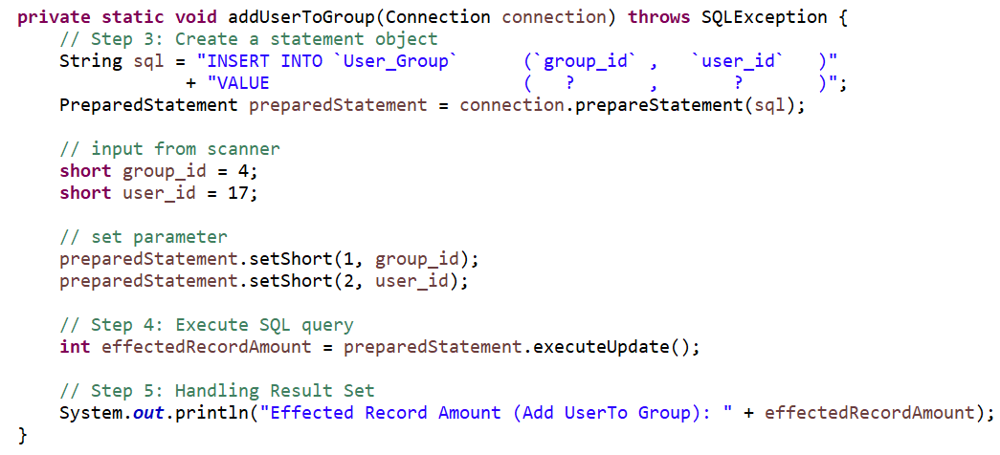 private static void addUserToGroup(Connection connection) throws SQLException {
    // Step 3: Create a statement object
    String sql = "INSERT INTO `User_Group`      (`group_id` ,   `user_id`   )"
                + "VALUE                        (   ?       ,       ?       )";
    PreparedStatement preparedStatement = connection.prepareStatement(sql);

    // input from scanner
    short group_id = 4;
    short user_id = 17;

    // set parameter
    preparedStatement.setShort(1, group_id);
    preparedStatement.setShort(2, user_id);

    // Step 4: Execute SQL query
    int effectedRecordAmount = preparedStatement.executeUpdate();

    // Step 5: Handling Result Set
    System.out.println("Effected Record Amount (Add UserTo Group): " + effectedRecordAmount);
}